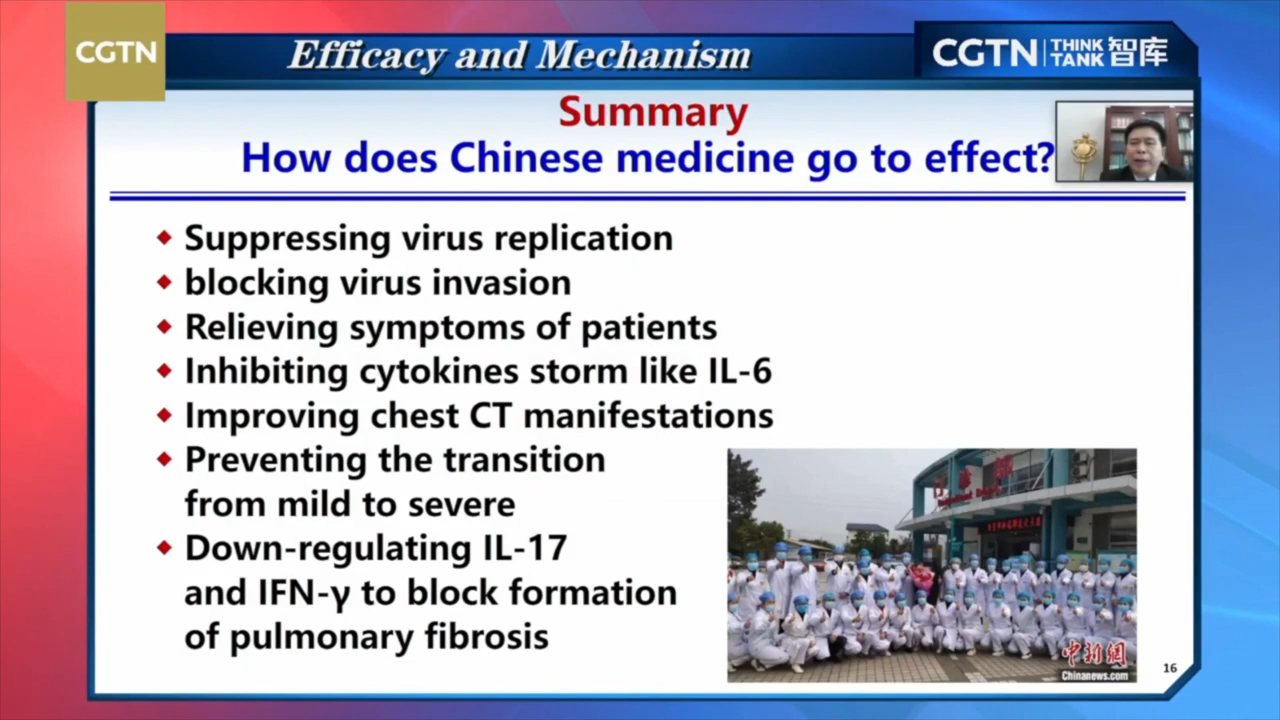 CGTN
Efficacy and Mechanism
CGTN THINK TANK 智库
Summary
How does Chinese medicine go to effect?
Suppressing virus replication
blocking virus invasion
Relieving symptoms of patients
Inhibiting cytokines storm like IL-6
Improving chest CT manifestations
Preventing the transition
from mild to severe
Down-regulating IL-17
and IFN-γ to block formation
of pulmonary fibrosis
中新網
Chinanews.com
16